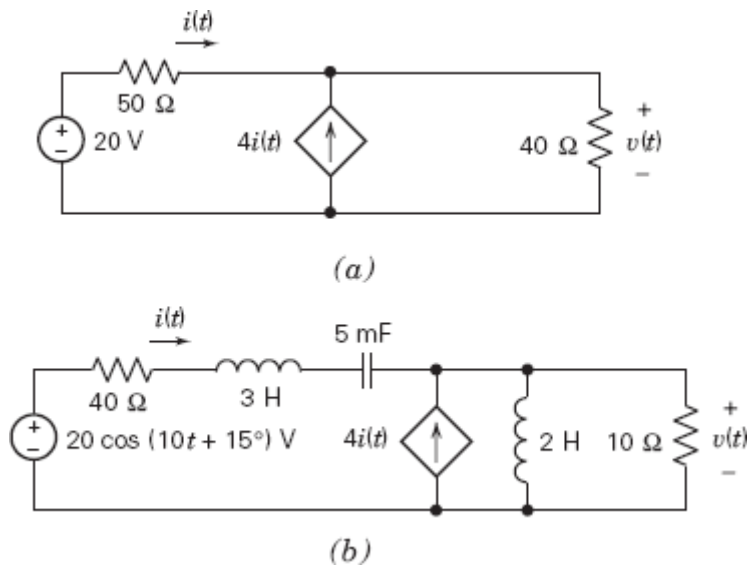 i(t)
50 Ω
+
−
20 V
4i(t)
40 Ω
+
v(t)
−
(a)
i(t)
5 mF
40 Ω
3 H
+
−
20 cos (10t + 15°) V
4i(t)
2 H
10 Ω
+
v(t)
−
(b)